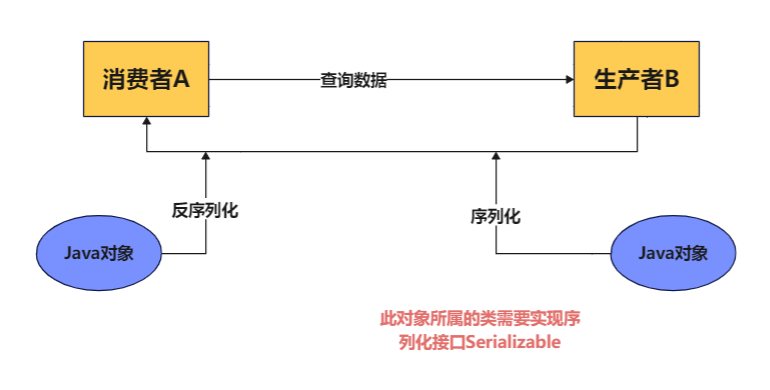 消费者A
查询数据
生产者B
反序列化
序列化
Java对象
Java对象
此对象所属的类需要实现序
列化接口Serializable